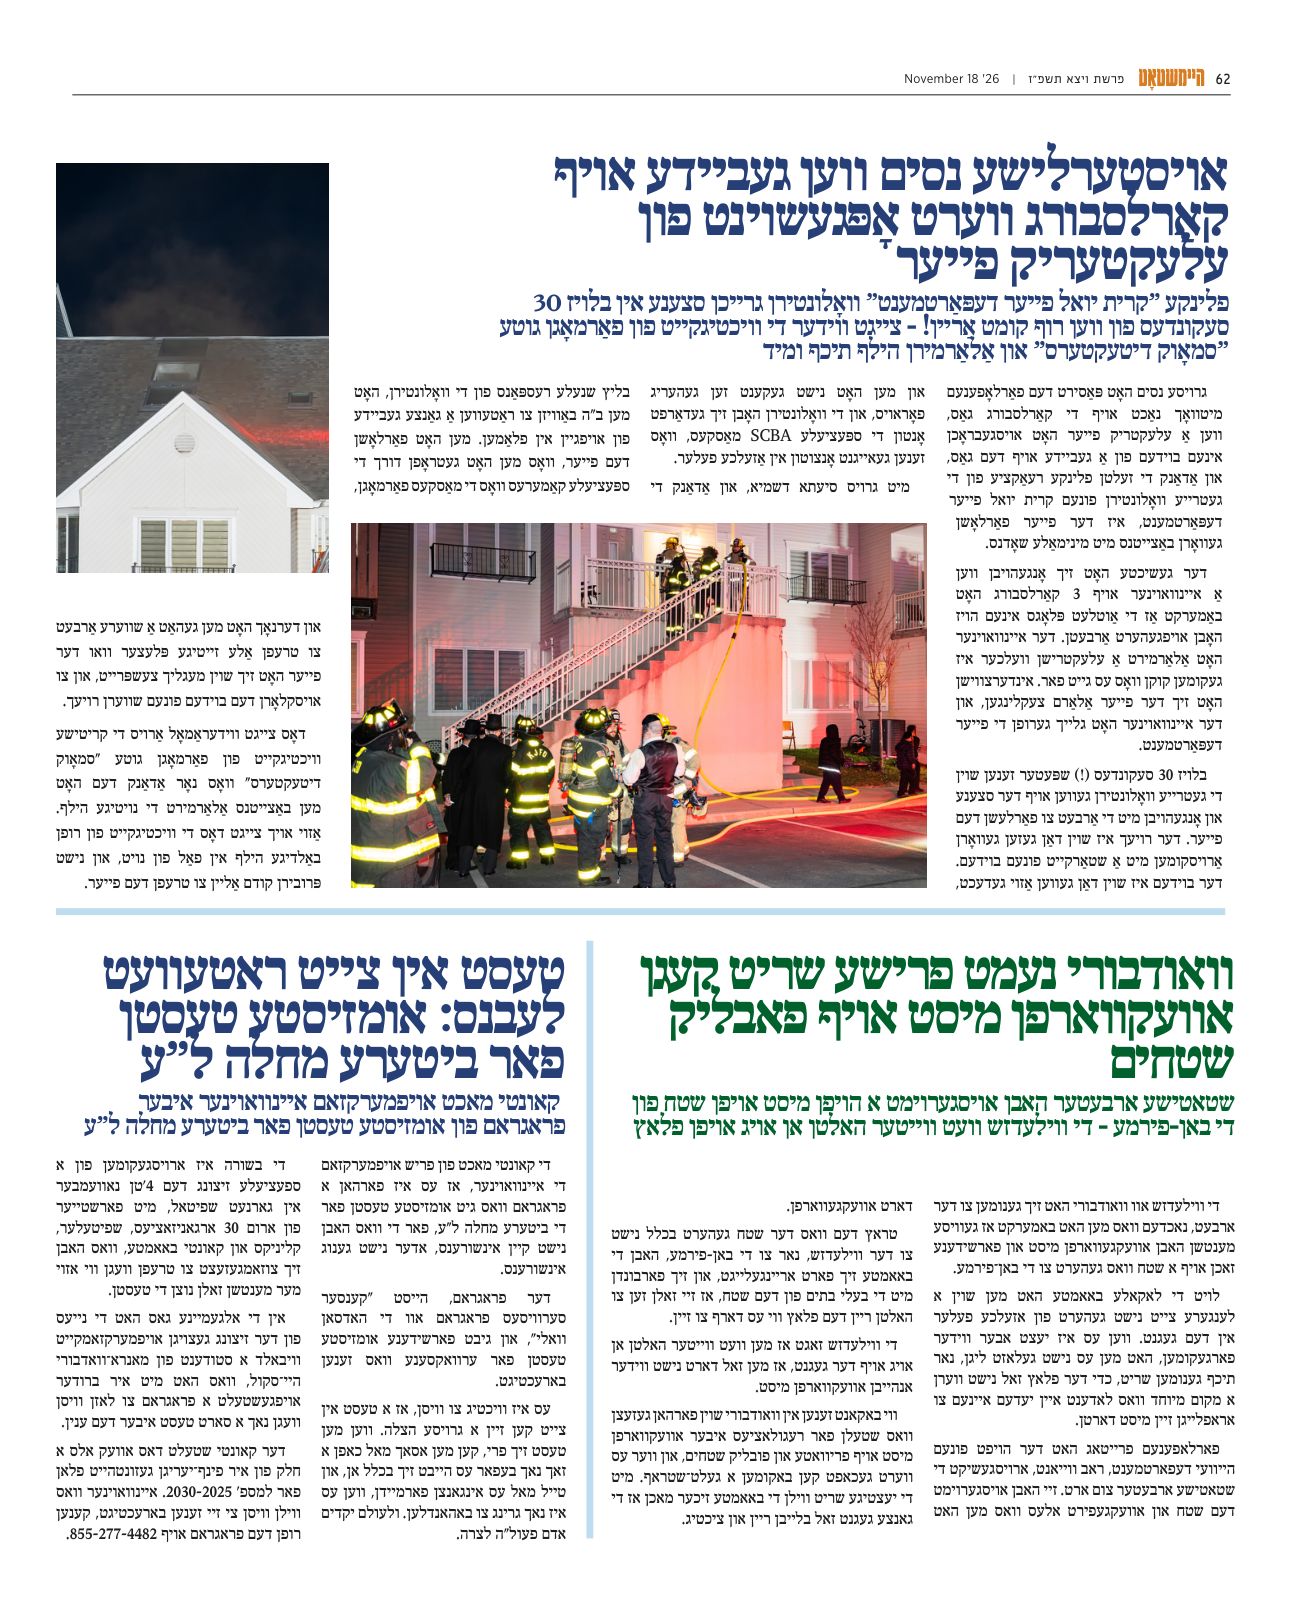 62 היימשטאָט פרשת ויצא תשפ״ז | November 18 '26
אויסטערלישע נסים ווען געביידע אויף
קאַרלסבורג ווערט אָפּגעשוינט פון
עלעקטעריק פייער
פלינקע ״קרית יואל פייער דעפּאַרטמענט״ וואָלונטירן גרייכן סצענע אין בלויז 30
סעקונדעס פון ווען רוף קומט אַריין! - צייגט ווידער די וויכטיגקייט פון פאַרמאָגן גוטע
״סמאָוק דיטעקטערס״ און אַלאַרמירן הילף תיכף ומיד
גרויסע נסים האָט פּאַסירט דעם פאַרלאָפענעם
מיטוואָך נאַכט אויף די קאַרלסבורג גאַס,
ווען אַ עלעקטריק פייער האָט אויסגעבראָכן
אינעם בוידעם פון אַ געביידע אויף דעם גאַס,
און אַדאַנק די זעלטן פלינקע רעאַקציע פון די
געטרייע וואָלונטירן פונעם קרית יואל פייער
דעפּאַרטמענט, איז דער פייער פאַרלאָשן
געוואָרן באַצייטנס מיט מינימאַלע שאָדנס.
דער געשיכטע האָט זיך אָנגעהויבן ווען
אַ איינוואוינער אויף 3 קאַרלסבורג האָט
באַמערקט אַז די אַוטלעט פּלאָגס אינעם הויז
האָבן אויפגעהערט אַרבעטן. דער איינוואוינער
האָט אַלאַרמירט אַ עלעקטרישן וועלכער איז
געקומען קוקן וואָס עס גייט פאר. אינדערצווישן
האָט זיך דער פייער אַלאַרם צעקלינגען, און
דער איינוואוינער האָט גלייך גערופן די פייער
דעפּאַרטמענט.
בלויז 30 סעקונדעס (!) שפּעטער זענען שוין
די געטרייע וואָלונטירן געווען אויף דער סצענע
און אָנגעהויבן מיט די אַרבעט צו פאַרלעשן דעם
פייער. דער רויעך איז שוין דאַן געזען געוואָרן
אַרויסקומען מיט אַ שטאַרקייט פונעם בוידעם.
דער בוידעם איז שוין דאַן געווען אַזוי געדעכט,
און מען האָט נישט געקענט זען געהעריג
פאָראויס, און די וואָלונטירן האָבן זיך געדאַרפט
אָנטון די ספּעציעלע SCBA מאַסקעס, וואָס
זענען געאייגנט אָנצוטון אין אַזעלכע פעלער.
מיט גרויס סיעתא דשמיא, און אַדאַנק די
בליץ שנעלע רעספּאַנס פון די וואָלונטירן, האָט
מען ב״ה באַוויזן צו ראַטעווען אַ גאַנצע געביידע
פון אויפגיין אין פלאַמען. מען האָט פאַרלאָשן
דעם פייער, וואָס מען האָט געטראָפן דורך די
ספּעציעלע קאַמערעס וואָס די מאַסקעס פאַרמאָגן,
און דערנאָך האָט מען געהאַט אַ שווערע אַרבעט
צו טרעפן אַלע זייטיגע פּלעצער וואו דער
פייער האָט זיך שוין מעגליך צעשפּרייט, און צו
אויסקלאָרן דעם בוידעם פונעם שווערן רויעך.
דאָס צייגט ווידעראַמאָל אַרויס די קריטישע
וויכטיגקייט פון פאַרמאָגן גוטע ״סמאָוק
דיטעקטערס״ וואָס נאָר אַדאַנק דעם האָט
מען באַצייטנס אַלאַרמירט די נויטיגע הילף.
אַזוי אויך צייגט דאָס די וויכטיגקייט פון רופן
באַלדיגע הילף אין פאַל פון נויט, און נישט
פּרובירן קודם אַליין צו טרעפן דעם פייער.
KJFD
וואודבורי נעמט פרישע שריט קעגן
אוועקווארפן מיסט אויף פאבליק
שטחים
שטאטישע ארבעטער האבן אויסגערוימט א הויפן מיסט אויפן שטח פון
די באן-פירמע - די ווילעדזש וועט ווייטער האלטן אן אויג אויפן פלאץ
די ווילעדזש אוו וואודבורי האט זיך גענומען צו דער
ארבעט, נאכדעם וואס מען האט באמערקט אז געוויסע
מענטשן האבן אוועקגעווארפן מיסט און פארשידענע
זאכן אויף א שטח וואס געהערט צו די באן־פירמע.
לויט די לאקאלע באאמטע האט מען שוין א
לענגערע צייט נישט געהערט פון אזעלכע פעלער
אין דעם געגנט. ווען עס איז יעצט אבער ווידער
פארגעקומען, האט מען עס נישט געלאזט ליגן, נאר
תיכף גענומען שריט, כדי דער פלאץ זאל נישט ווערן
א מקום מיוחד וואס לאדענט איין יעדעם איינעם צו
אראפלייגן זיין מיסט דארטן.
פארלאפענעם פרייטאג האט דער הויפט פונעם
הייוועי דעפארטמענט, ראב ווייאנט, ארויסגעשיקט די
שטאטישע ארבעטער צום ארט. זיי האבן אויסגערוימט
דעם שטח און אוועקגעפירט אלעס וואס מען האט
דארט אוועקגעווארפן.
טראץ דעם וואס דער שטח געהערט בכלל נישט
צו דער ווילעדזש, נאר צו די באן-פירמע, האבן די
באאמטע זיך פארט אריינגעלייגט, און זיך פארבונדן
מיט די בעלי בתים פון דעם שטח, אז זיי זאלן זען צו
האלטן ריין דעם פלאץ ווי עס דארף צו זיין.
די ווילעדזש זאגט אז מען וועט ווייטער האלטן אן
אויג אויף דער געגנט, אז מען זאל דארט נישט ווידער
אנהייבן אוועקווארפן מיסט.
ווי באקאנט זענען אין וואודבורי שוין פארהאן געזעצן
וואס שטעלן פאר רעגולאציעס איבער אוועקווארפן
מיסט אויף פריוואטע און פובליק שטחים, און ווער עס
ווערט געכאפט קען באקומען א געלט־שטראף. מיט
די יעצטיגע שריט ווילן די באאמטע זיכער מאכן אז די
גאנצע געגנט זאל בלייבן ריין און ציכטיג.
טעסט אין צייט ראטעוועט
לעבנס: אומזיסטע טעסטן
פאר ביטערע מחלה ל״ע
קאונטי מאכט אויפמערקזאם איינוואוינער איבער
פראגראם פון אומזיסטע טעסטן פאר ביטערע מחלה ל״ע
די קאונטי מאכט פון פריש אויפמערקזאם
די איינוואוינער, אז עס איז פארהאן א
פראגראם וואס גיט אומזיסטע טעסטן פאר
די ביטערע מחלה ל״ע, פאר די וואס האבן
נישט קיין אינשורענס, אדער נישט גענוג
אינשורענס.
דער פראגראם, הייסט ״קענסער
סערוויסעס פראגראם אוו די האדסאן
וואלי״, און גיבט פארשידענע אומזיסטע
טעסטן פאר ערוואקסענע וואס זענען
בארעכטיגט.
עס איז וויכטיג צו וויסן, אז א טעסט אין
צייט קען זיין א גרויסע הצלה. ווען מען
טעסט זיך פרי, קען מען אסאך מאל כאפן א
זאך נאך בעפאר עס הייבט זיך בכלל אן, און
טייל מאל עס אינגאנצן פארמיידן, ווען עס
איז נאך גרינג צו באהאנדלען. ולעולם יקדים
אדם פעול״ה לצרה.
די בשורה איז ארויסגעקומען פון א
ספעציעלע זיצונג דעם 4'טן נאוועמבער
אין גארנעט שפיטאל, מיט פארשטייער
פון ארום 30 ארגאניזאציעס, שפיטעלער,
קליניקס און קאונטי באאמטע, וואס האבן
זיך צוזאמגעזעצט צו טרעפן וועגן ווי אזוי
מער מענטשן זאלן נוצן די טעסטן.
אין די אלגעמיינע גאס האט די נייעס
פון דער זיצונג געצויגן אויפמערקזאמקייט
וויבאלד א סטודענט פון מאנרא־וואודבורי
היי־סקול, וואס האט מיט איר ברודער
אויפגעשטעלט א פראגראם צו לאזן וויסן
וועגן נאך א סארט טעסט איבער דעם ענין.
דער קאונטי שטעלט דאס אוועק אלס א
חלק פון איר פינף־יעריגן געזונטהייט פלאן
פאר למספ' 2030-2025. איינוואוינער וואס
ווילן וויסן צי זיי זענען בארעכטיגט, קענען
רופן דעם פראגראם אויף 855-277-4482.